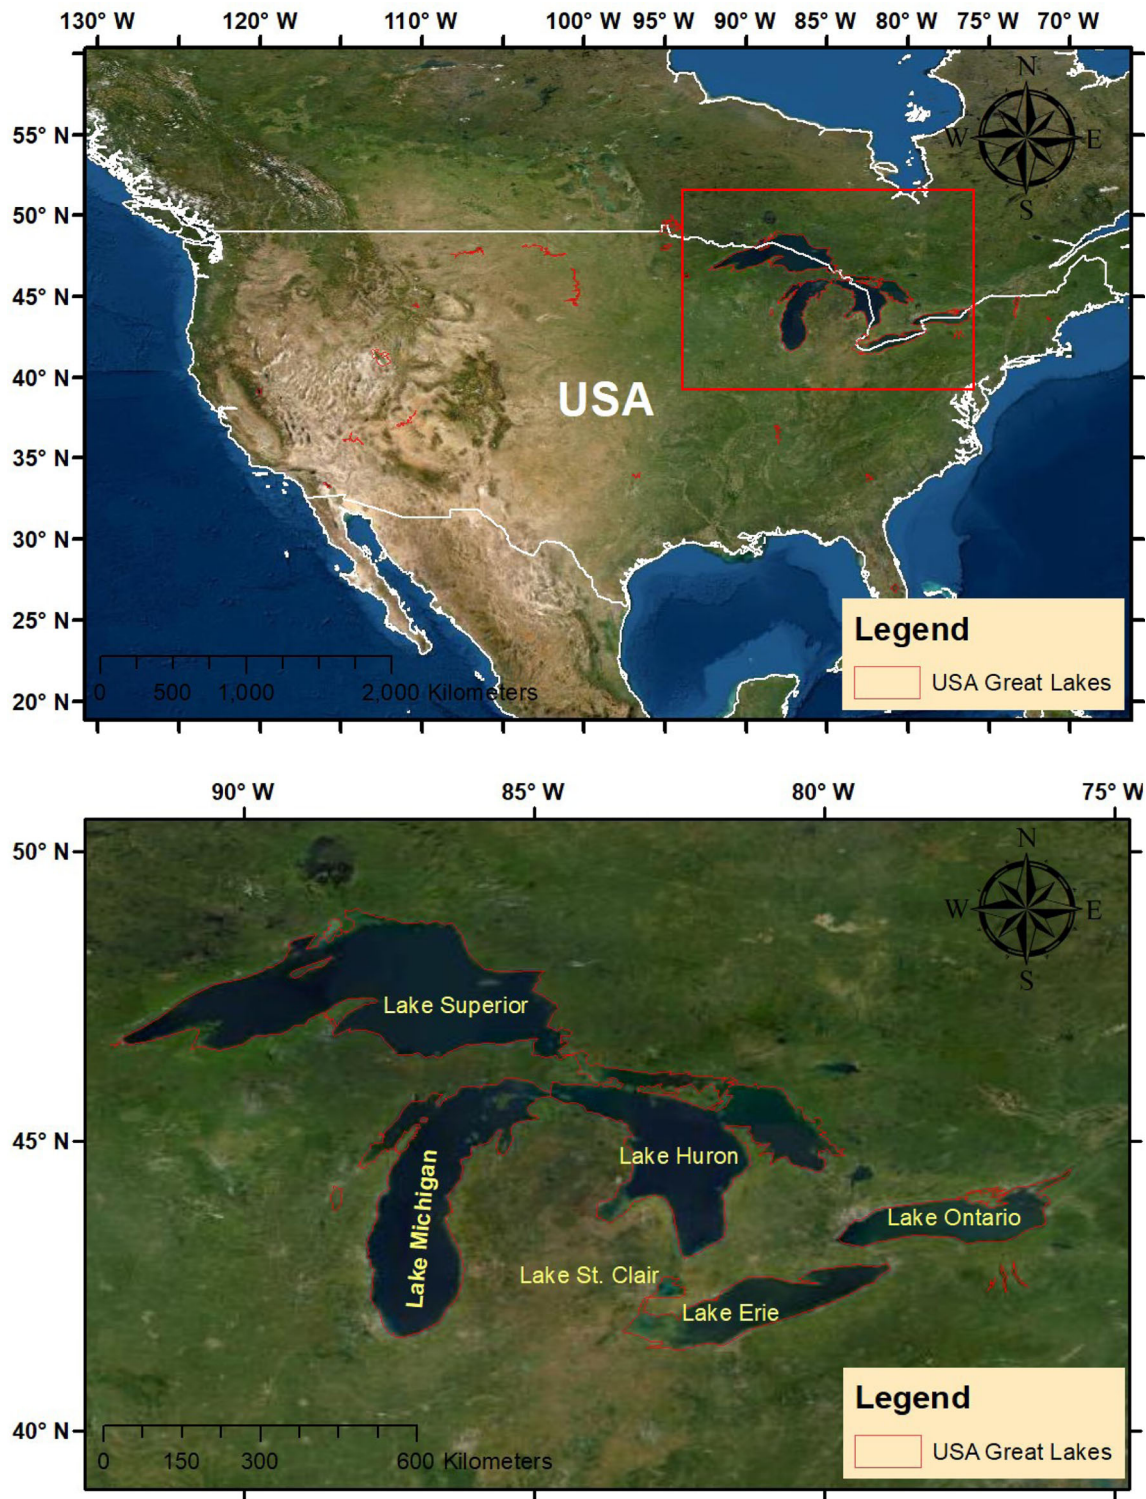 130° W 120° W 110° W 100° W 95° W 90° W 85° W 80° W 75° W 70° W
N
W E
S
55° N
50° N
45° N
40° N
35° N
30° N
25° N
20° N
USA
Legend
USA Great Lakes
0 500 1,000 2,000 Kilometers
90° W 85° W 80° W 75° W
N
W E
S
50° N
45° N
40° N
Lake Superior
Lake Huron
Lake Michigan
Lake Ontario
Lake St. Clair
Lake Erie
Legend
USA Great Lakes
0 150 300 600 Kilometers